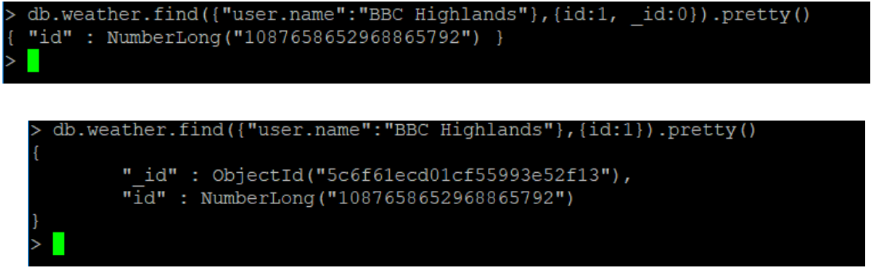 > db.weather.find({"user.name":"BBC Highlands"},{id:1, _id:0}).pretty()
{ "id" : NumberLong("1087658652968865792") }
>
> db.weather.find({"user.name":"BBC Highlands"},{id:1}).pretty()
{
"_id" : ObjectId("5c6f61ecd01cf55993e52f13"),
"id" : NumberLong("1087658652968865792")
}
>